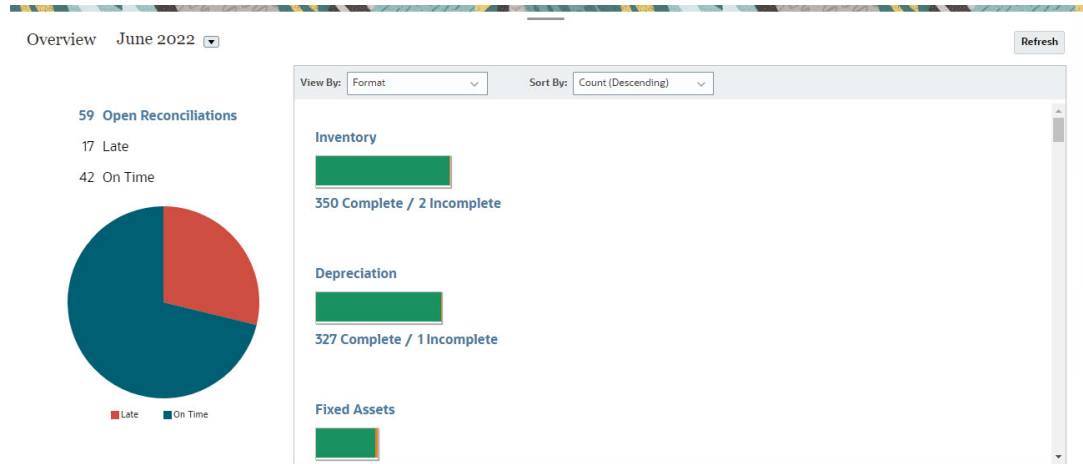 Overview June 2022
Refresh
59 Open Reconciliations
17 Late
42 On Time
Late On Time
View By: Format Sort By: Count (Descending)
Inventory
350 Complete / 2 Incomplete
Depreciation
327 Complete / 1 Incomplete
Fixed Assets